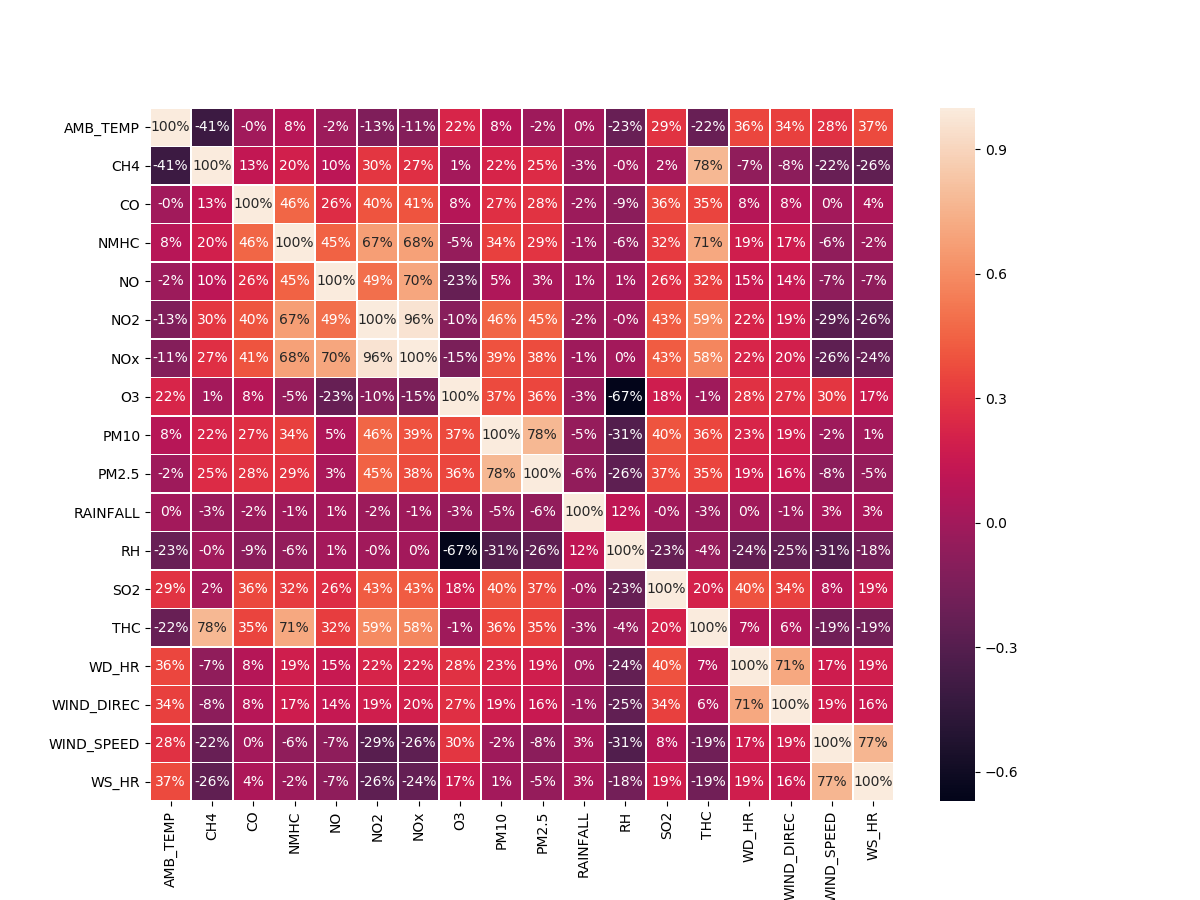 AMB_TEMP 100% -41% -0% 8% -2% -13% -11% 22% 8% -2% 0% -23% 29% -22% 36% 34% 28% 37%
CH4 -41% 100% 13% 20% 10% 30% 27% 1% 22% 25% -3% -0% 2% 78% -7% -8% -22% -26%
CO -0% 13% 100% 46% 26% 40% 41% 8% 27% 28% -2% -9% 36% 35% 8% 8% 0% 4%
NMHC 8% 20% 46% 100% 45% 67% 68% -5% 34% 29% -1% -6% 32% 71% 19% 17% -6% -2%
NO -2% 10% 26% 45% 100% 49% 70% -23% 5% 3% 1% 1% 26% 32% 15% 14% -7% -7%
NO2 -13% 30% 40% 67% 49% 100% 96% -10% 46% 45% -2% -0% 43% 59% 22% 19% -29% -26%
NOx -11% 27% 41% 68% 70% 96% 100% -15% 39% 38% -1% 0% 43% 58% 22% 20% -26% -24%
O3 22% 1% 8% -5% -23% -10% -15% 100% 37% 36% -3% -67% 18% -1% 28% 27% 30% 17%
PM10 8% 22% 27% 34% 5% 46% 39% 37% 100% 78% -5% -31% 40% 36% 23% 19% -2% 1%
PM2.5 -2% 25% 28% 29% 3% 45% 38% 36% 78% 100% -6% -26% 37% 35% 19% 16% -8% -5%
RAINFALL 0% -3% -2% -1% 1% -2% -1% -3% -5% -6% 100% 12% -0% -3% 0% -1% 3% 3%
RH -23% -0% -9% -6% 1% -0% 0% -67% -31% -26% 12% 100% -23% -4% -24% -25% -31% -18%
SO2 29% 2% 36% 32% 26% 43% 43% 18% 40% 37% -0% -23% 100% 20% 40% 34% 8% 19%
THC -22% 78% 35% 71% 32% 59% 58% -1% 36% 35% -3% -4% 20% 100% 7% 6% -19% -19%
WD_HR 36% -7% 8% 19% 15% 22% 22% 28% 23% 19% 0% -24% 40% 7% 100% 71% 17% 19%
WIND_DIREC 34% -8% 8% 17% 14% 19% 20% 27% 19% 16% -1% -25% 34% 6% 71% 100% 19% 16%
WIND_SPEED 28% -22% 0% -6% -7% -29% -26% 30% -2% -8% 3% -31% 8% -19% 17% 19% 100% 77%
WS_HR 37% -26% 4% -2% -7% -26% -24% 17% 1% -5% 3% -18% 19% -19% 19% 16% 77% 100%
AMB_TEMP CH4 CO NMHC NO NO2 NOx O3 PM10 PM2.5 RAINFALL RH SO2 THC WD_HR WIND_DIREC WIND_SPEED WS_HR
0.9
0.6
0.3
0.0
−0.3
−0.6